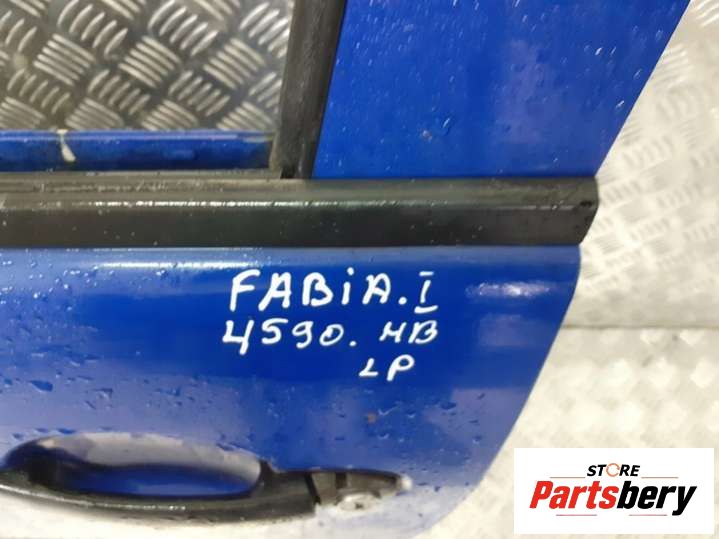 FABiA.I
4590.HB
LP
STORE
Partsbery